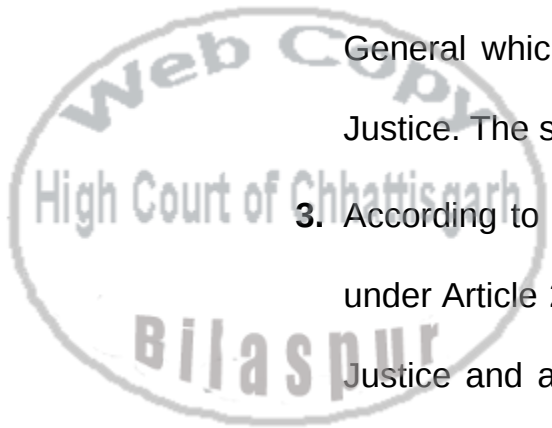 Web Copy
General whic
Justice. The s
High Court of Chhattisgarh
3. According to
under Article 2
Bilaspur
Justice and a